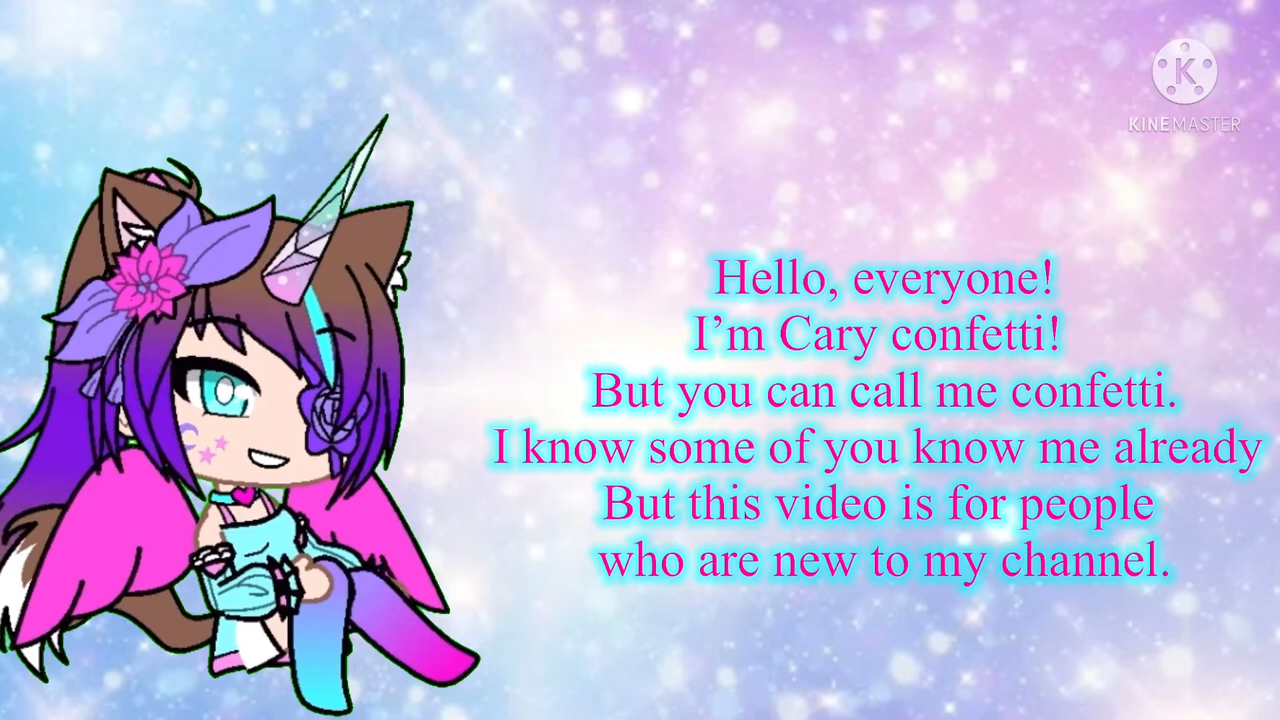 K
KINEMASTER
Hello, everyone!
I’m Cary confetti!
But you can call me confetti.
I know some of you know me already
But this video is for people
who are new to my channel.